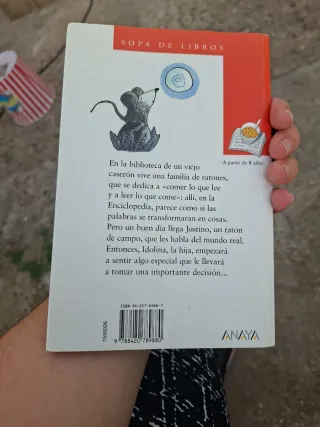 SOPA DE LIBROS
A partir de 8 años
En la biblioteca de un viejo
caserón vive una familia de ratones,
que se dedica a «comer lo que lee
y a leer lo que come»: allí, en la
Enciclopedia, parece como si las
palabras se transformaran en cosas.
Pero un buen día llega Justino, un ratón
de campo, que les habla del mundo real.
Entonces, Idolina, la hija, empezará
a sentir algo especial que le llevará
a tomar una importante decisión...
ANAYA
9 788420 789880